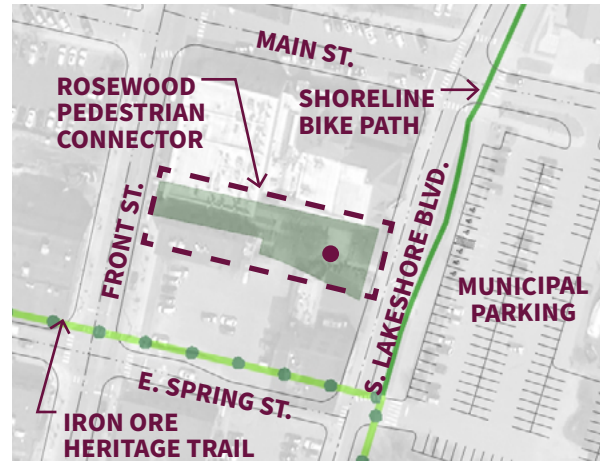 MAIN ST.
ROSEWOOD
PEDESTRIAN
CONNECTOR
SHORELINE
BIKE PATH
FRONT ST.
S. LAKESHORE BLVD.
MUNICIPAL
PARKING
E. SPRING ST.
IRON ORE
HERITAGE TRAIL